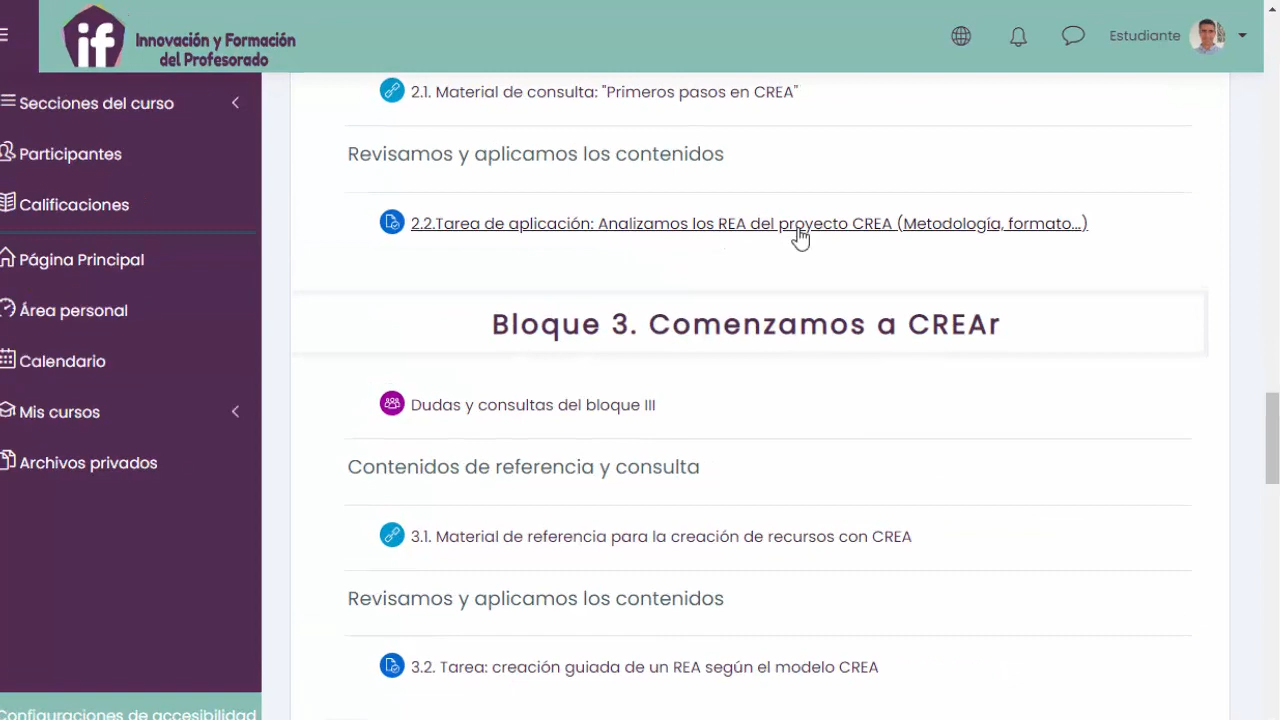 if
Innovación y Formación
del Profesorado
Estudiante
Secciones del curso
Participantes
Calificaciones
Página Principal
Área personal
Calendario
Mis cursos
Archivos privados
Configuraciones de accesibilidad
2.1. Material de consulta: "Primeros pasos en CREA"
Revisamos y aplicamos los contenidos
2.2.Tarea de aplicación: Analizamos los REA del proyecto CREA (Metodología, formato...)
Bloque 3. Comenzamos a CREAr
Dudas y consultas del bloque III
Contenidos de referencia y consulta
3.1. Material de referencia para la creación de recursos con CREA
Revisamos y aplicamos los contenidos
3.2. Tarea: creación guiada de un REA según el modelo CREA